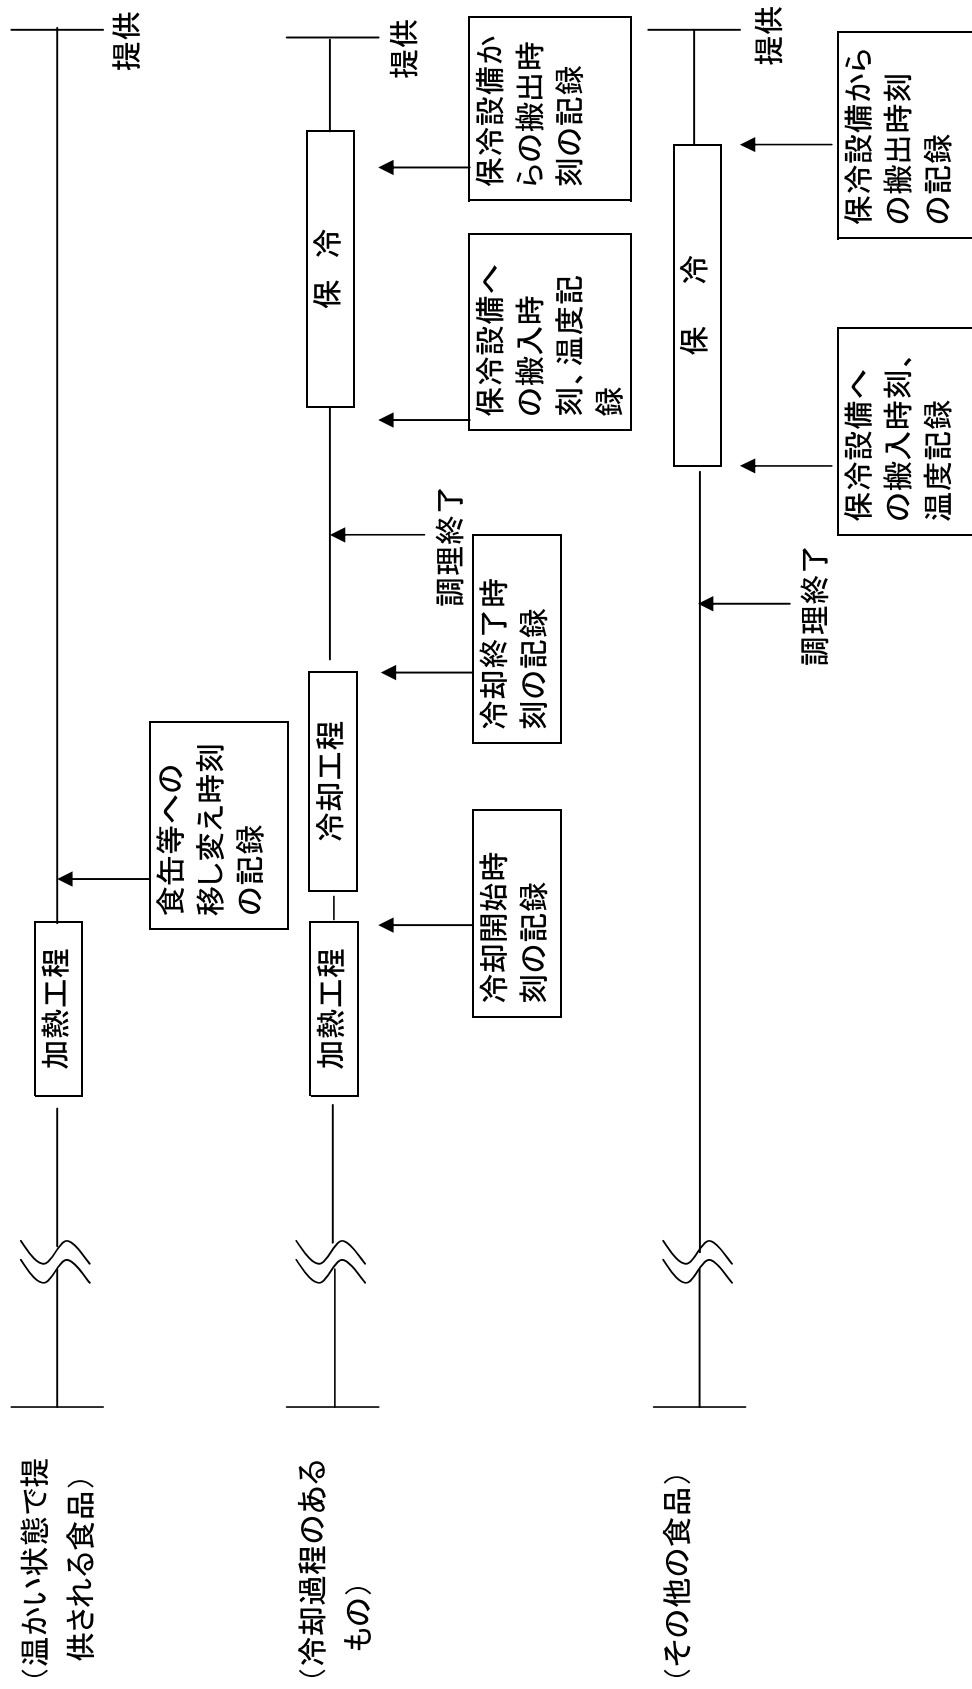 (温かい状態で提
供される食品)
加熱工程
食缶等への
移し変え時刻
の記録
提供
(冷却過程のある
もの)
加熱工程
冷却工程
保 冷
提供
冷却開始時
刻の記録
冷却終了時
刻の記録
調理終了
保冷設備へ
の搬入時
刻、温度記
録
保冷設備か
らの搬出時
刻の記録
(その他の食品)
調理終了
保 冷
提供
保冷設備へ
の搬入時刻、
温度記録
保冷設備から
の搬出時刻
の記録